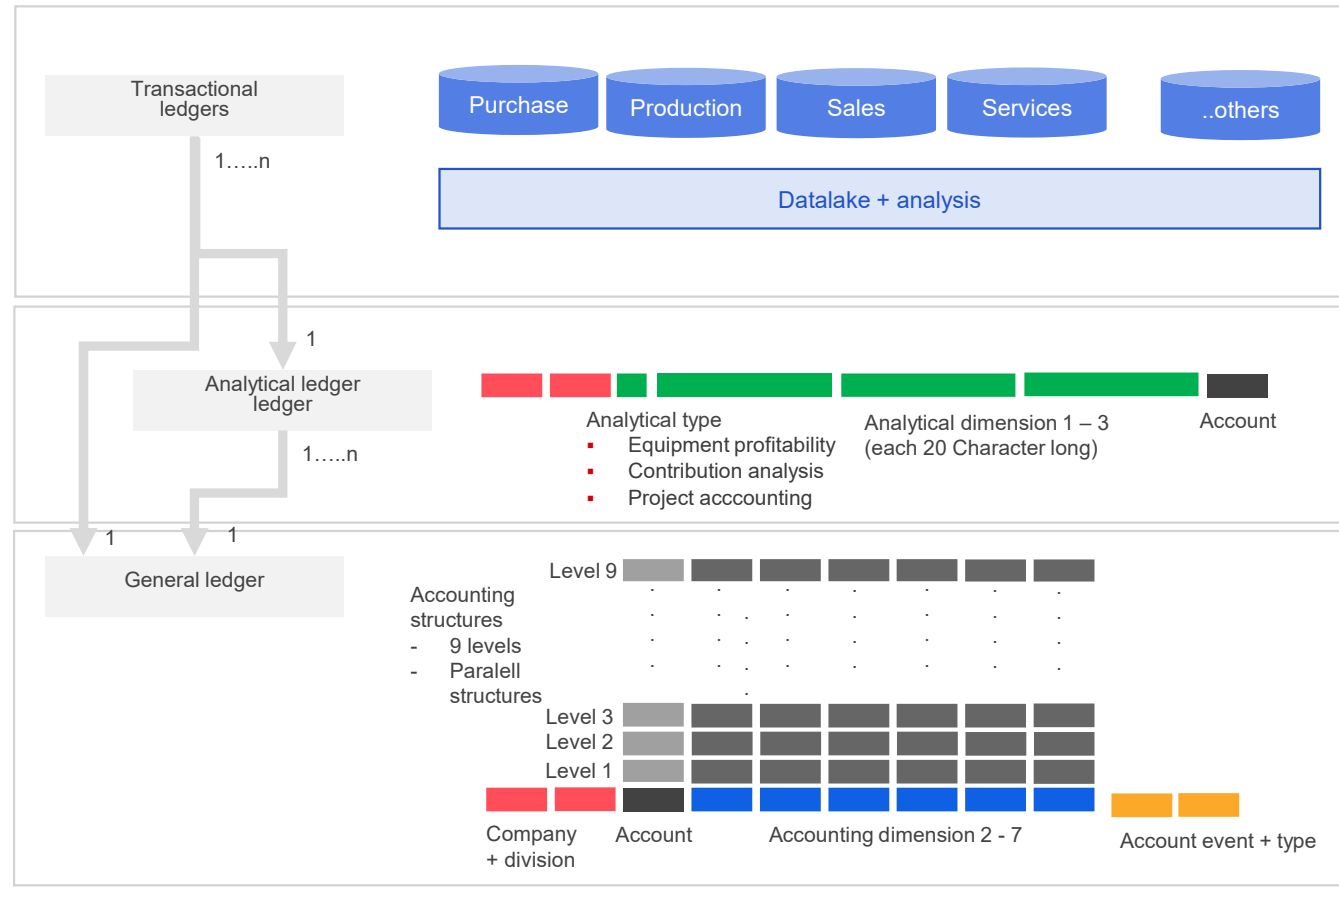 Transactional
ledgers
1…..n
Purchase
Production
Sales
Services
..others
Datalake + analysis
1
Analytical ledger
ledger
1…..n
Analytical type
▪ Equipment profitability
▪ Contribution analysis
▪ Project acccounting
Analytical dimension 1 – 3
(each 20 Character long)
Account
1
1
General ledger
Accounting
structures
- 9 levels
- Paralell
structures
Level 9
Level 3
Level 2
Level 1
Company
+ division
Account
Accounting dimension 2 - 7
Account event + type